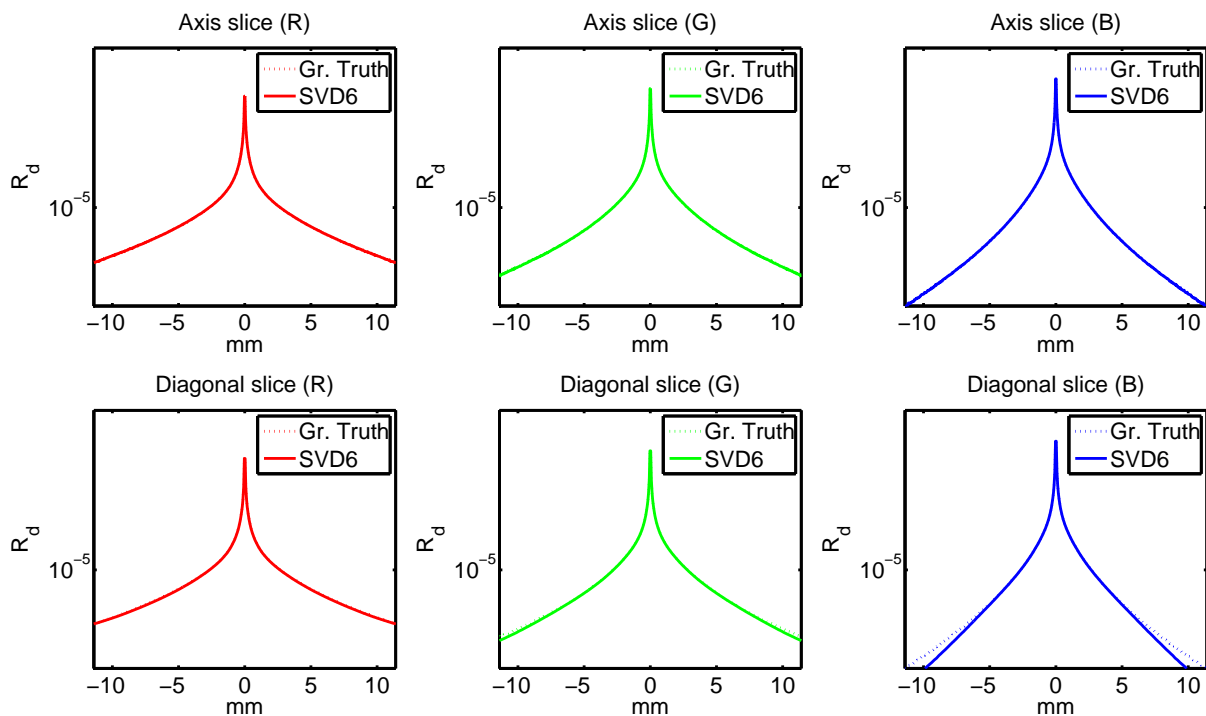 Axis slice (R)
Gr. Truth
SVD6
R_d
10^−5
−10 −5 0 5 10
mm
Axis slice (G)
Gr. Truth
SVD6
R_d
10^−5
−10 −5 0 5 10
mm
Axis slice (B)
Gr. Truth
SVD6
R_d
10^−5
−10 −5 0 5 10
mm
Diagonal slice (R)
Gr. Truth
SVD6
R_d
10^−5
−10 −5 0 5 10
mm
Diagonal slice (G)
Gr. Truth
SVD6
R_d
10^−5
−10 −5 0 5 10
mm
Diagonal slice (B)
Gr. Truth
SVD6
R_d
10^−5
−10 −5 0 5 10
mm